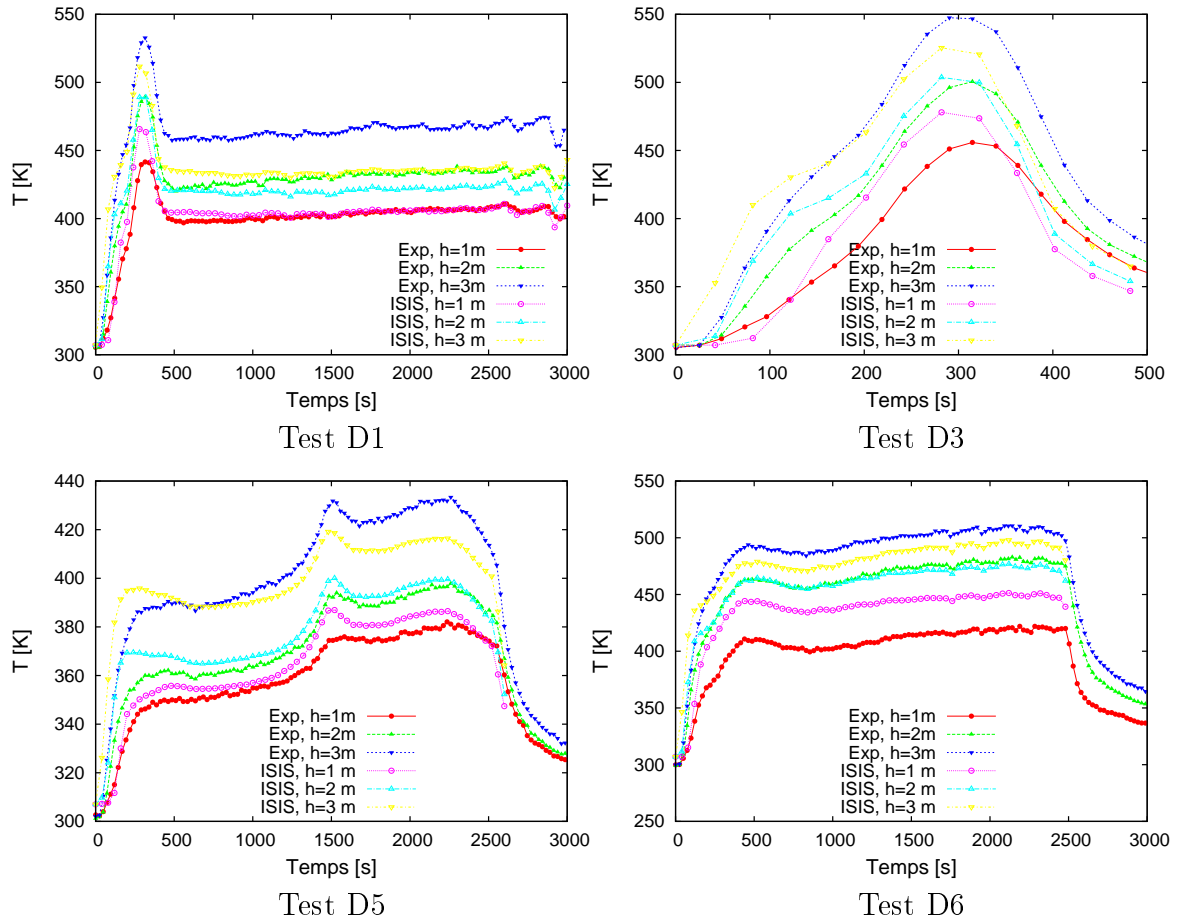 550
500
450
400
350
300
T [K]
0 500 1000 1500 2000 2500 3000
Temps [s]
Exp, h=1m
Exp, h=2m
Exp, h=3m
ISIS, h=1 m
ISIS, h=2 m
ISIS, h=3 m
Test D1
550
500
450
400
350
300
T [K]
0 100 200 300 400 500
Temps [s]
Exp, h=1m
Exp, h=2m
Exp, h=3m
ISIS, h=1 m
ISIS, h=2 m
ISIS, h=3 m
Test D3
440
420
400
380
360
340
320
300
T [K]
0 500 1000 1500 2000 2500 3000
Temps [s]
Exp, h=1m
Exp, h=2m
Exp, h=3m
ISIS, h=1 m
ISIS, h=2 m
ISIS, h=3 m
Test D5
550
500
450
400
350
300
250
T [K]
0 500 1000 1500 2000 2500 3000
Temps [s]
Exp, h=1m
Exp, h=2m
Exp, h=3m
ISIS, h=1 m
ISIS, h=2 m
ISIS, h=3 m
Test D6